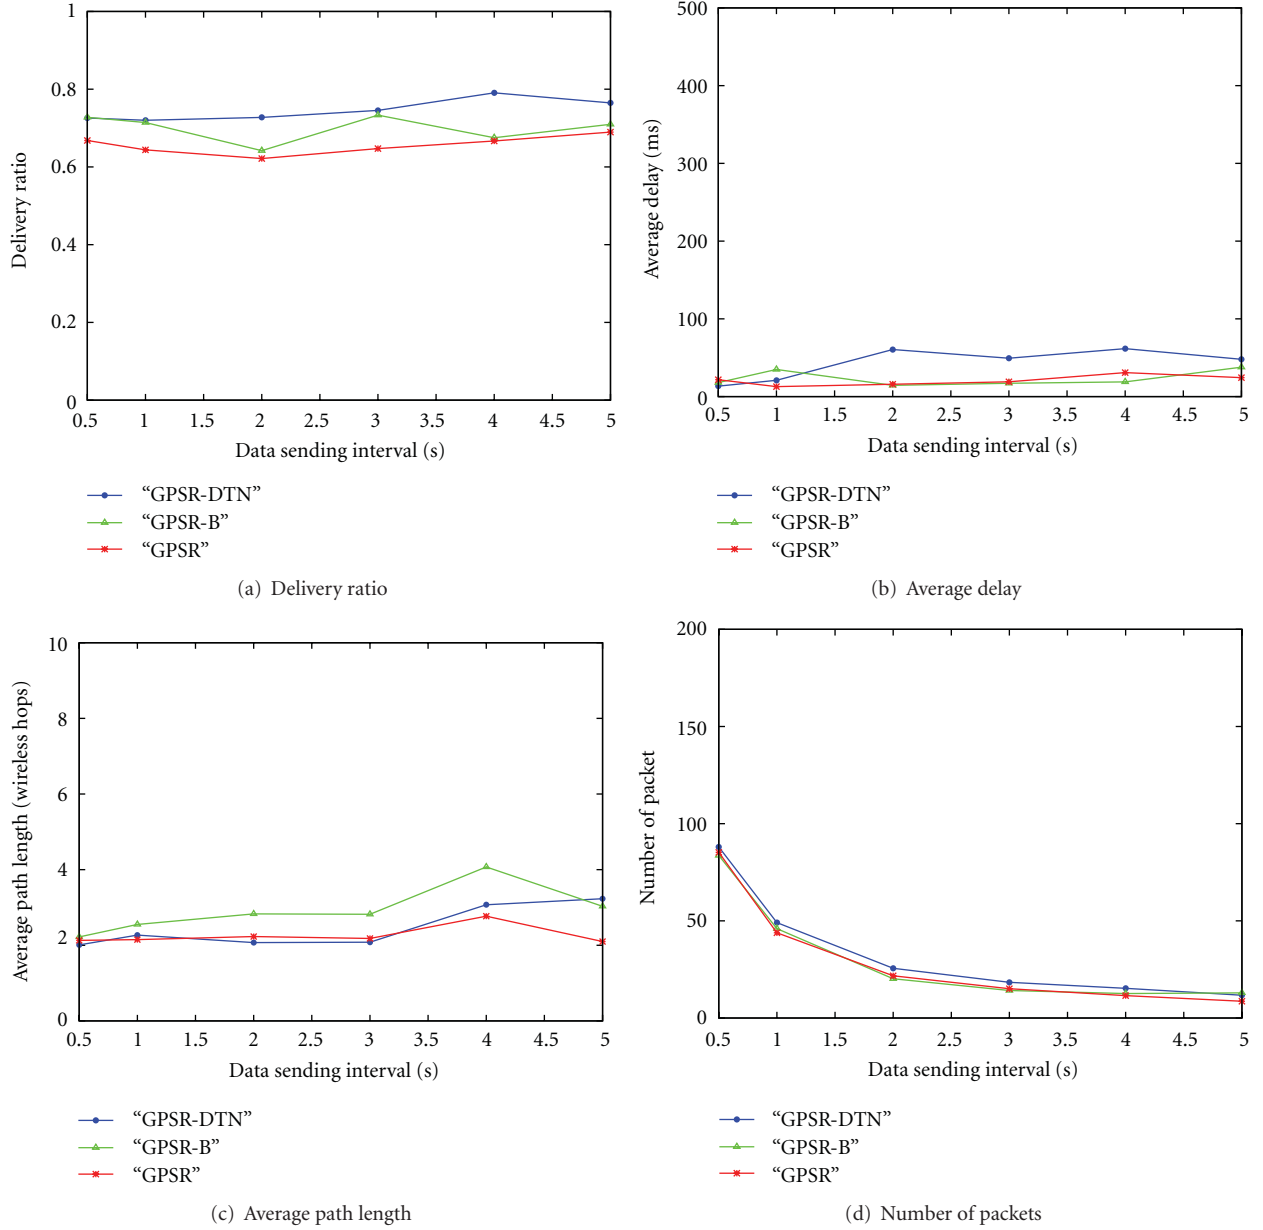 1
0.8
0.6
0.4
0.2
0
Delivery ratio
0.5 1 1.5 2 2.5 3 3.5 4 4.5 5
Data sending interval (s)
“GPSR-DTN”
“GPSR-B”
“GPSR”
(a) Delivery ratio
500
400
300
200
100
0
Average delay (ms)
0.5 1 1.5 2 2.5 3 3.5 4 4.5 5
Data sending interval (s)
“GPSR-DTN”
“GPSR-B”
“GPSR”
(b) Average delay
10
8
6
4
2
0
Average path length (wireless hops)
0.5 1 1.5 2 2.5 3 3.5 4 4.5 5
Data sending interval (s)
“GPSR-DTN”
“GPSR-B”
“GPSR”
(c) Average path length
200
150
100
50
0
Number of packet
0.5 1 1.5 2 2.5 3 3.5 4 4.5 5
Data sending interval (s)
“GPSR-DTN”
“GPSR-B”
“GPSR”
(d) Number of packets